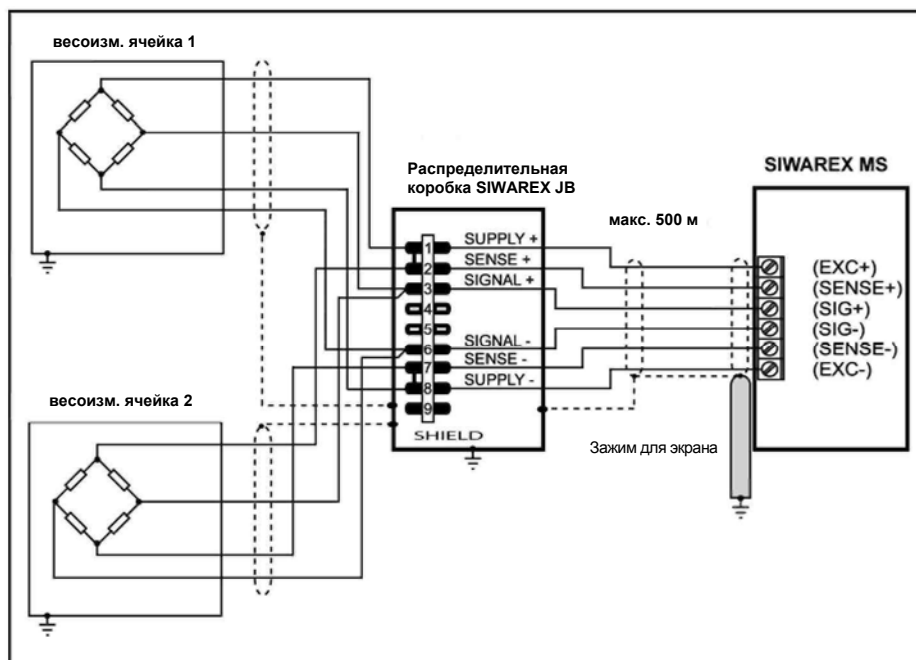 весоизм. ячейка 1
Распределительная
коробка SIWAREX JB
SIWAREX MS
макс. 500 м
1 SUPPLY +
2 SENSE +
3 SIGNAL +
4
5
6 SIGNAL -
7 SENSE -
8 SUPPLY -
9
SHIELD
(EXC+)
(SENSE+)
(SIG+)
(SIG-)
(SENSE-)
(EXC-)
весоизм. ячейка 2
Зажим для экрана